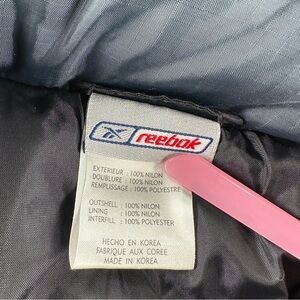 reebok
EXTERIEUR : 100% NILON
DOUBLURE : 100% NILON
REMPLISSAGE : 100% POLYESTRE
OUTSHELL : 100% NILON
LINING : 100% NILON
INTERFILL : 100% POLYESTER
HECHO EN KOREA
FABRIQUE AUX COREE
MADE IN KOREA